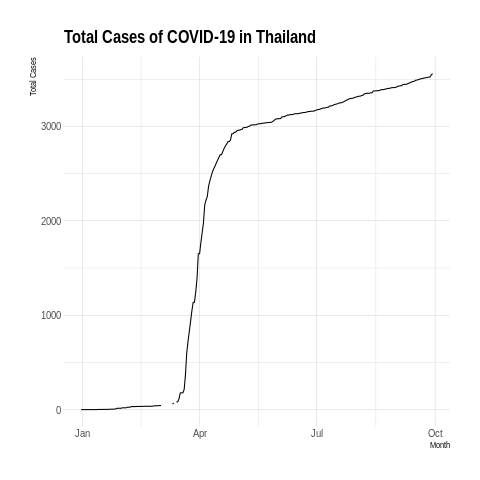 Total Cases of COVID-19 in Thailand
Total Cases
3000
2000
1000
0
Jan Apr Jul Oct
Month